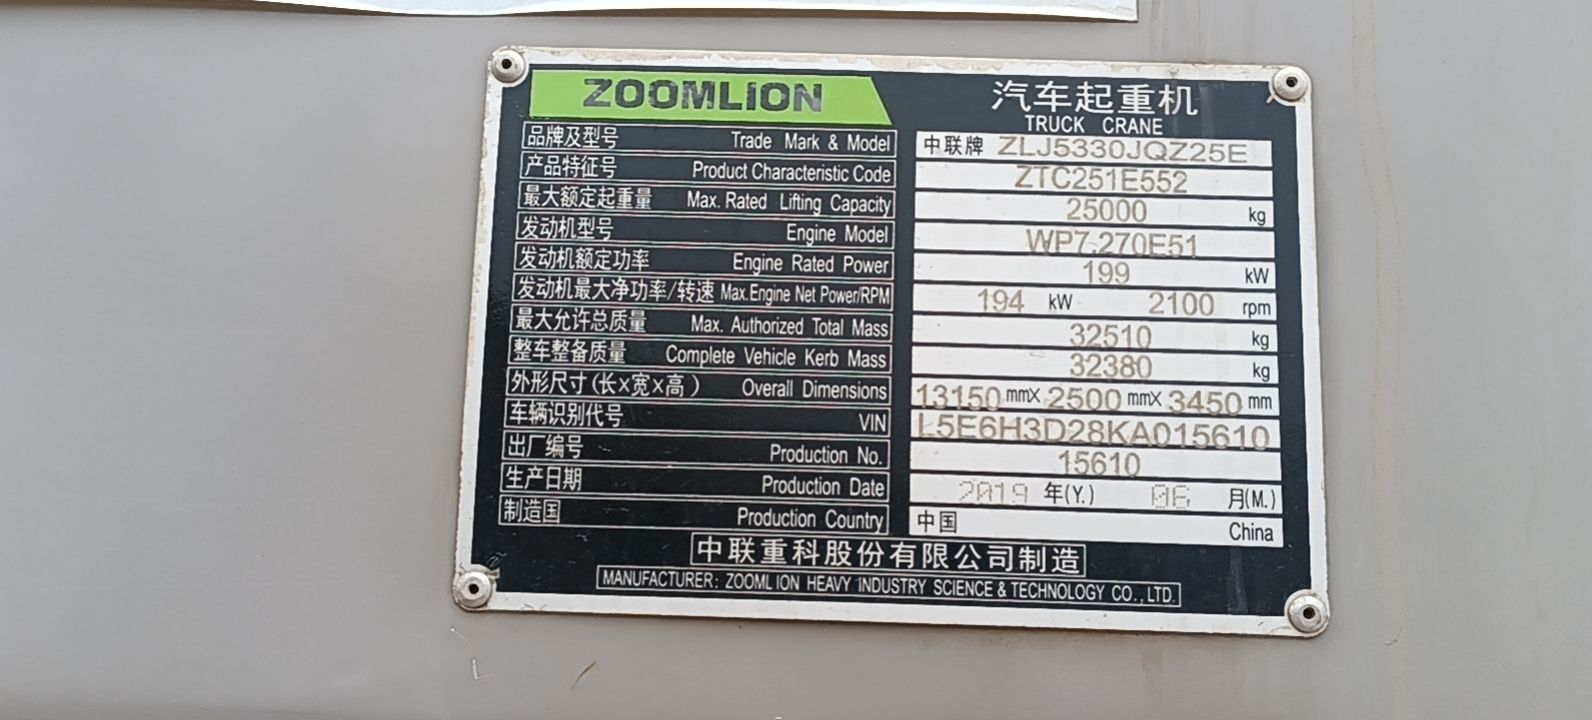 ZOOMLION 汽车起重机
TRUCK CRANE
品牌及型号 Trade Mark & Model 中联牌 ZLJ5330JQZ25E
产品特征号 Product Characteristic Code ZTC251E552
最大额定起重量 Max. Rated Lifting Capacity 25000 kg
发动机型号 Engine Model WP7.270E51
发动机额定功率 Engine Rated Power 199 kW
发动机最大净功率/转速 Max.Engine Net Power/RPM 194 kW 2100 rpm
最大允许总质量 Max. Authorized Total Mass 32510 kg
整车整备质量 Complete Vehicle Kerb Mass 32380 kg
外形尺寸(长×宽×高) Overall Dimensions 13150 mmX 2500 mmX 3450 mm
车辆识别代号 VIN L5E6H3D28KA015610
出厂编号 Production No. 15610
生产日期 Production Date 2019 年(Y.) 06 月(M.)
制造国 Production Country 中国 China
中联重科股份有限公司制造
MANUFACTURER: ZOOMLION HEAVY INDUSTRY SCIENCE & TECHNOLOGY CO., LTD.